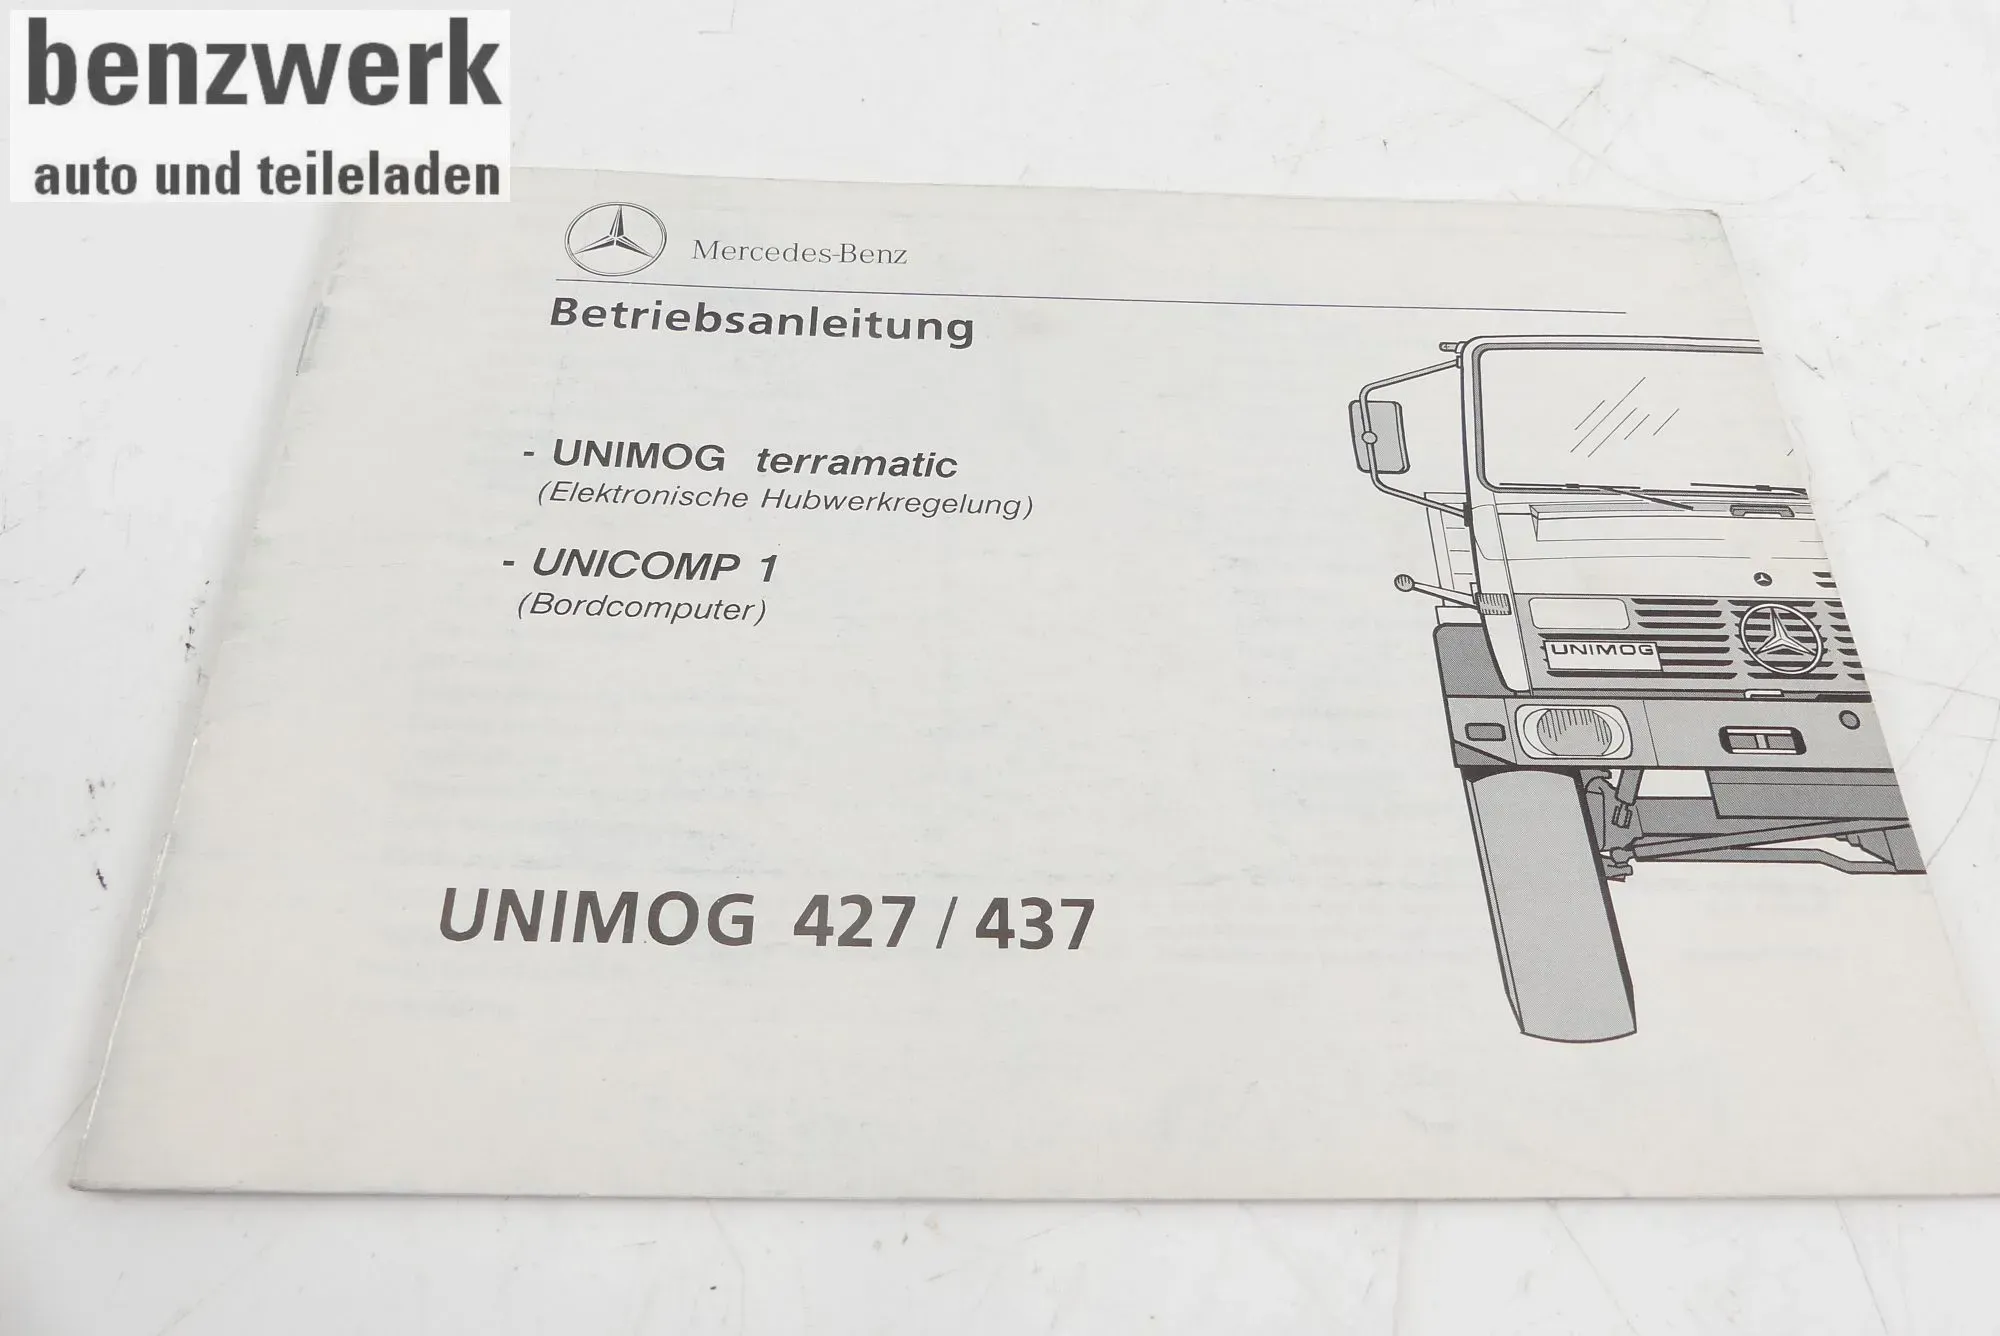 benzwerk
auto und teileladen
Mercedes-Benz
Betriebsanleitung
- UNIMOG terramatic
(Elektronische Hubwerkregelung)
- UNICOMP 1
(Bordcomputer)
UNIMOG
UNIMOG 427 / 437